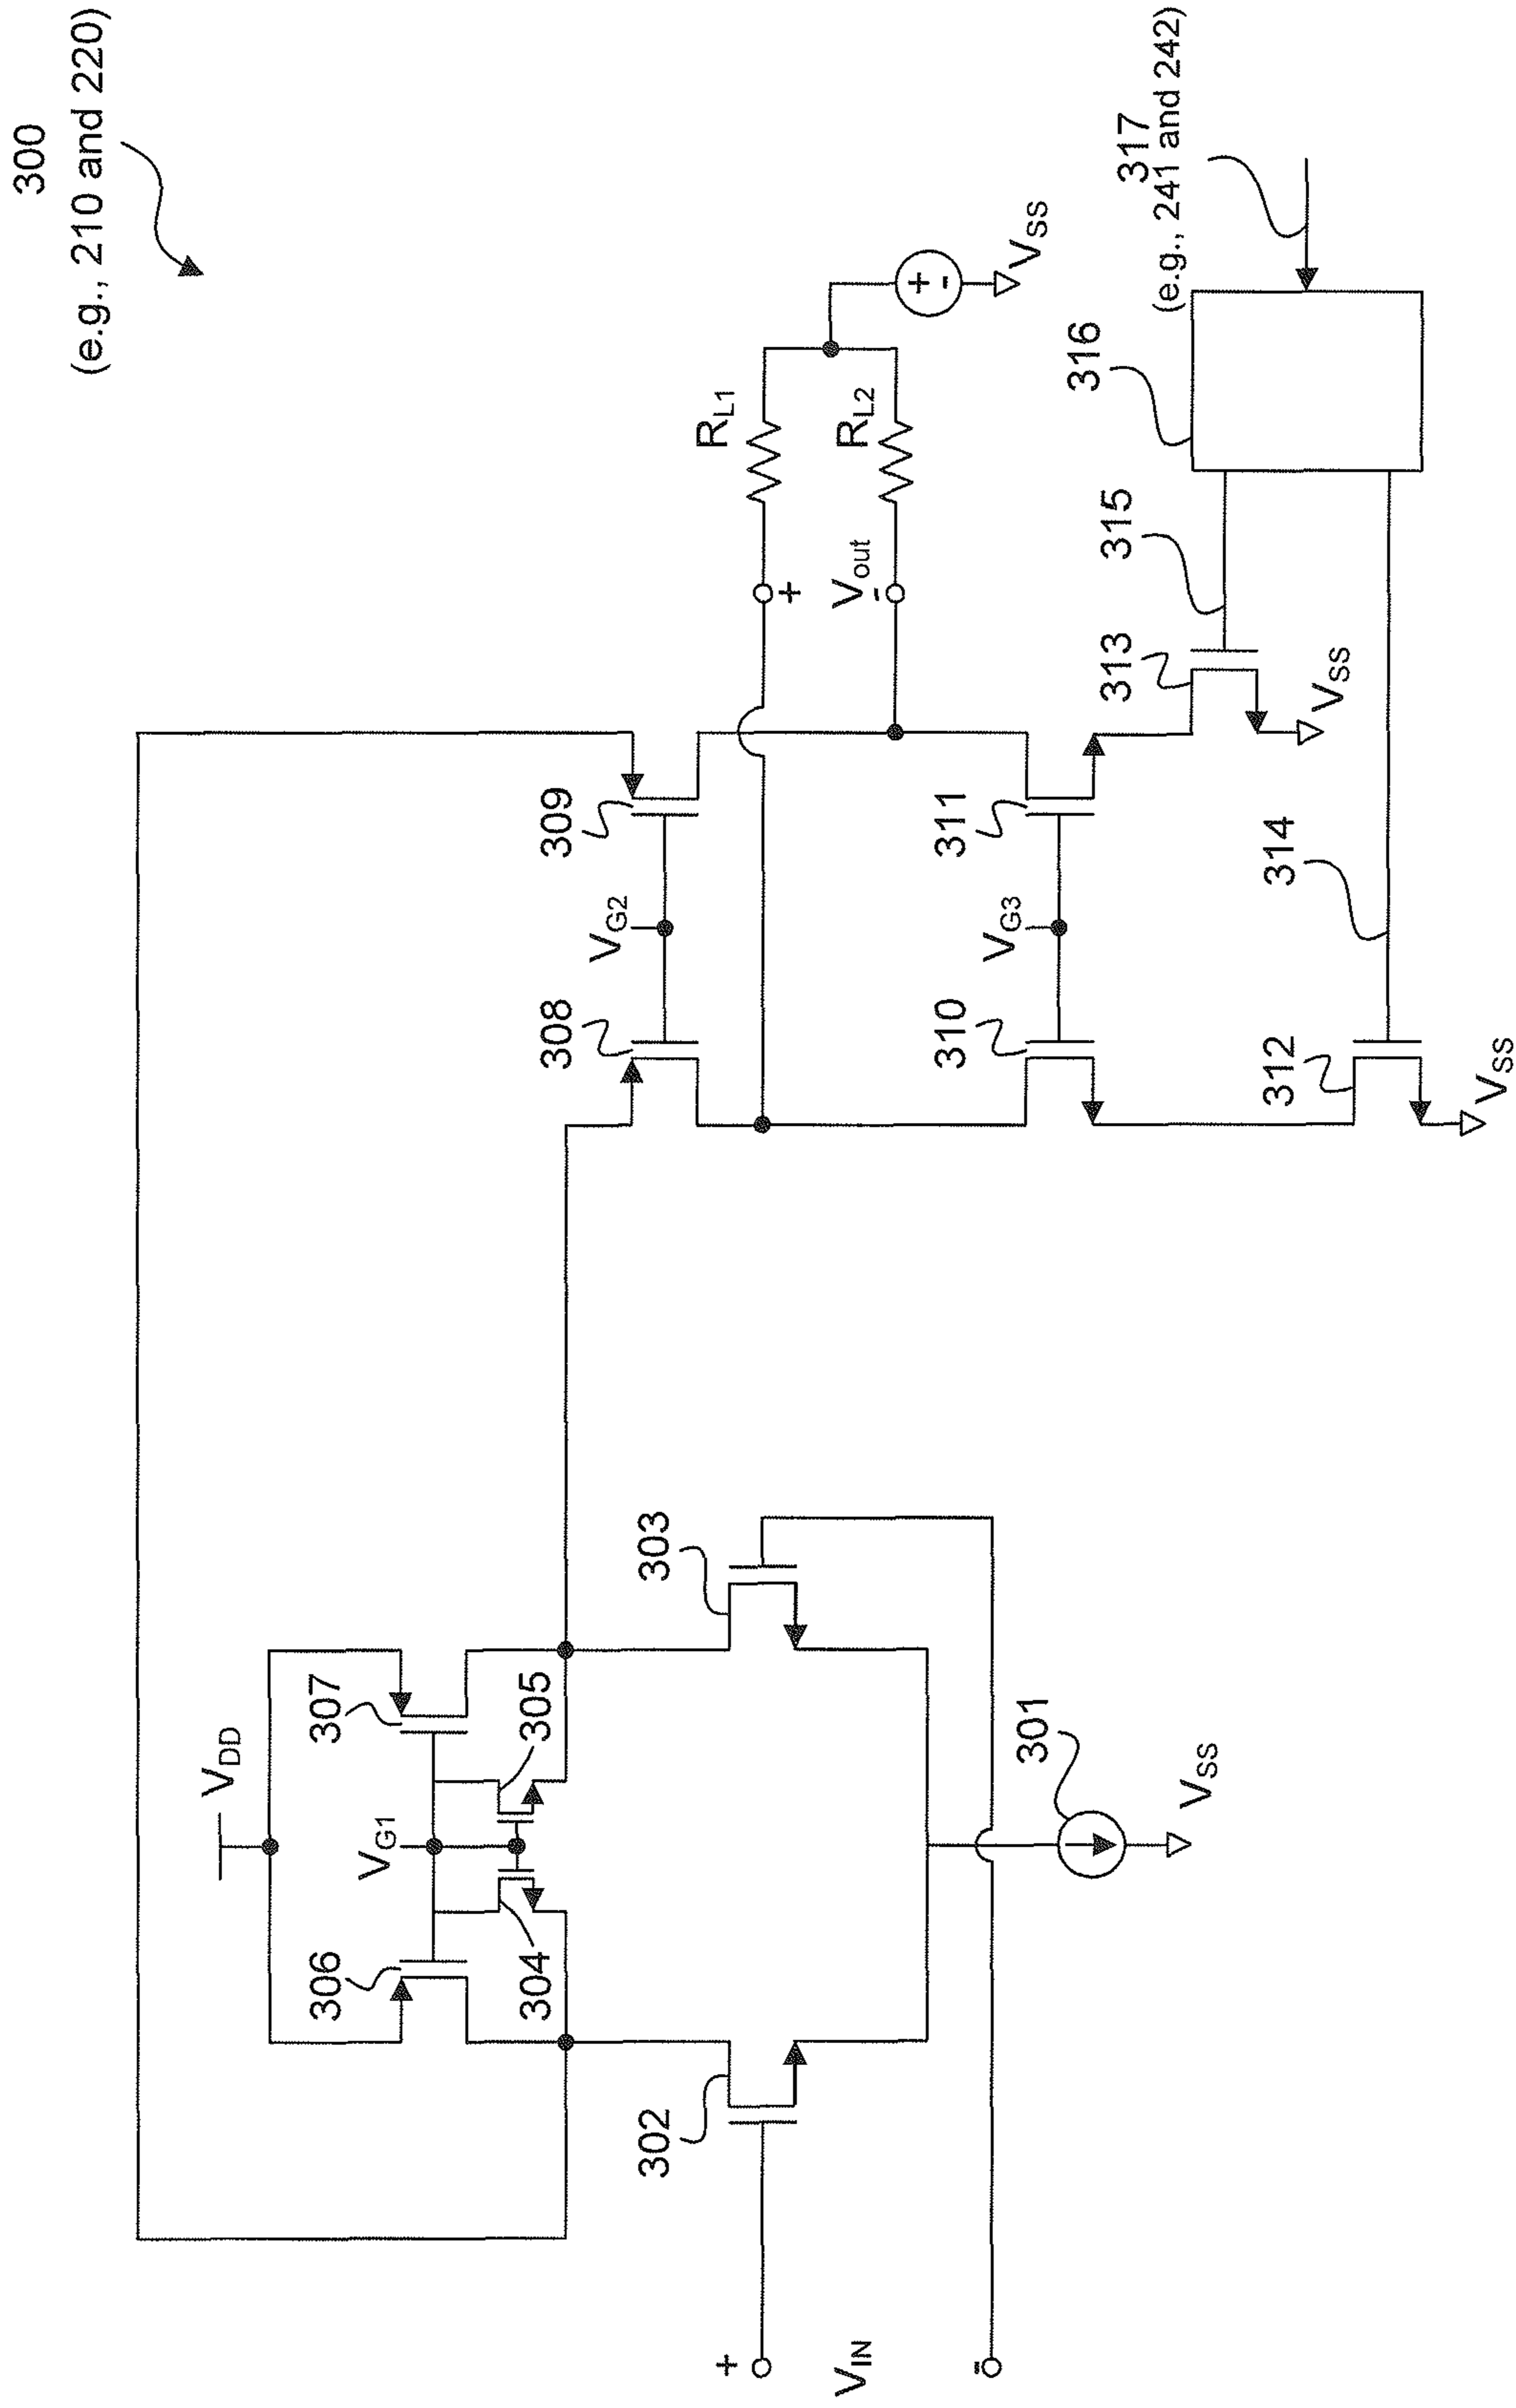 300
(e.g., 210 and 220)
V_DD
V_G1
306
307
304
305
302
303
301
V_SS
+
V_IN
-
308
309
V_G2
310
311
V_G3
312
313
V_SS
V_SS
314
315
316
317
(e.g., 241 and 242)
+
V_out
-
R_L1
R_L2
+
-
V_SS